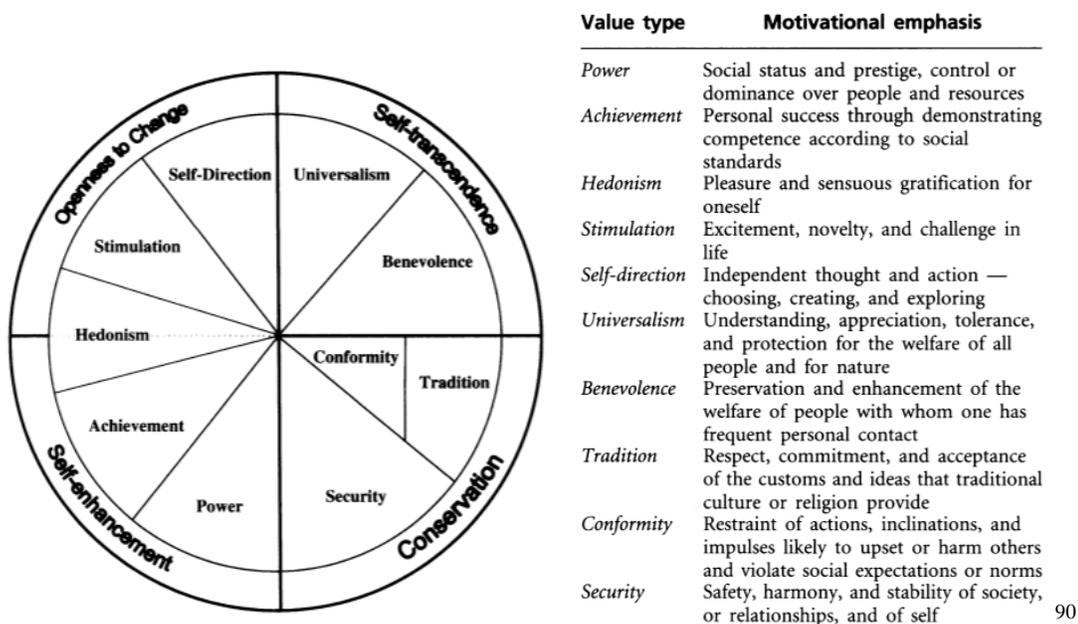 Openness to Change
Self-transcendence
Self-Direction
Universalism
Stimulation
Benevolence
Hedonism
Conformity
Tradition
Achievement
Power
Security
Self-enhancement
Conservation
Value type Motivational emphasis
Power Social status and prestige, control or
dominance over people and resources
Achievement Personal success through demonstrating
competence according to social
standards
Hedonism Pleasure and sensuous gratification for
oneself
Stimulation Excitement, novelty, and challenge in
life
Self-direction Independent thought and action —
choosing, creating, and exploring
Universalism Understanding, appreciation, tolerance,
and protection for the welfare of all
people and for nature
Benevolence Preservation and enhancement of the
welfare of people with whom one has
frequent personal contact
Tradition Respect, commitment, and acceptance
of the customs and ideas that traditional
culture or religion provide
Conformity Restraint of actions, inclinations, and
impulses likely to upset or harm others
and violate social expectations or norms
Security Safety, harmony, and stability of society,
or relationships, and of self
90